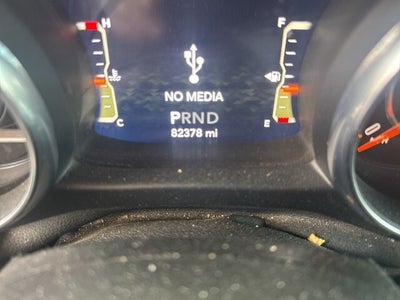 H F
NO MEDIA
C PRND E
82378 mi